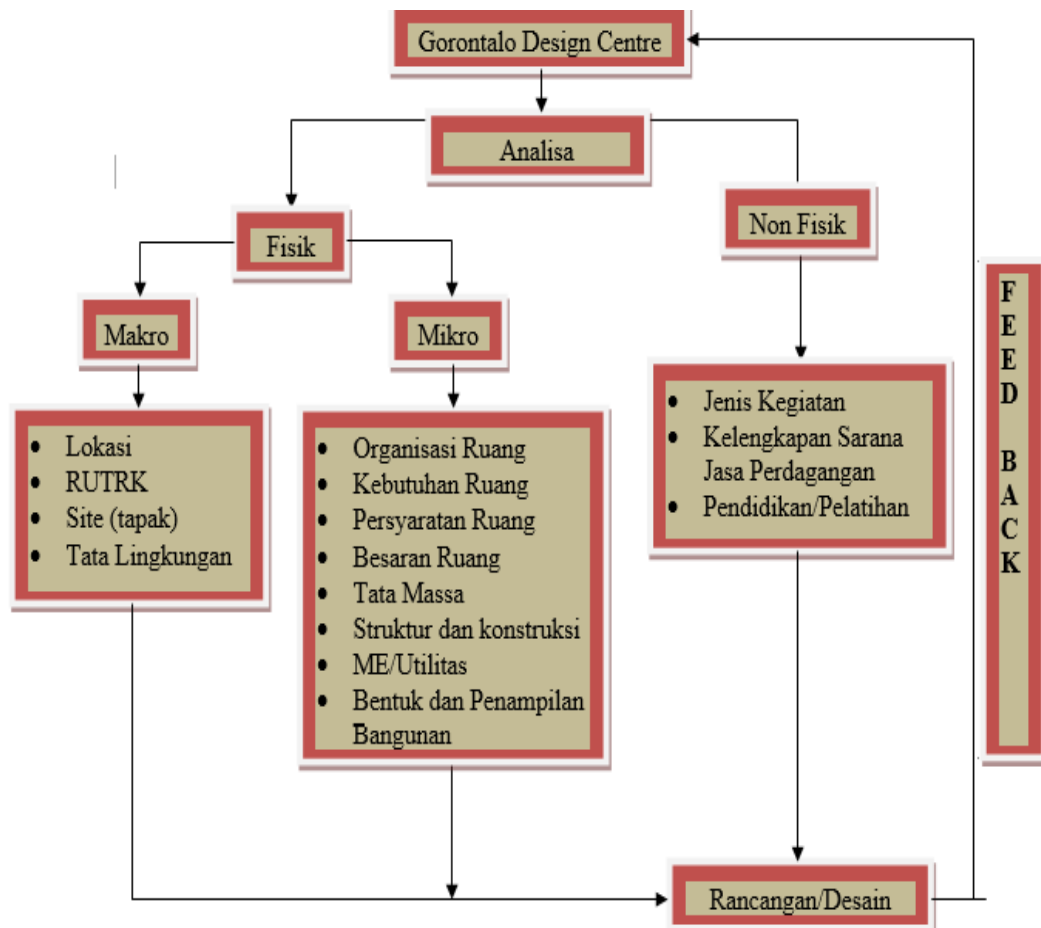 Gorontalo Design Centre
Analisa
Fisik
Non Fisik
Makro
Mikro
• Lokasi
• RUTRK
• Site (tapak)
• Tata Lingkungan
• Organisasi Ruang
• Kebutuhan Ruang
• Persyaratan Ruang
• Besaran Ruang
• Tata Massa
• Struktur dan konstruksi
• ME/Utilitas
• Bentuk dan Penampilan
Bangunan
• Jenis Kegiatan
• Kelengkapan Sarana
Jasa Perdagangan
• Pendidikan/Pelatihan
FEED BACK
Rancangan/Desain